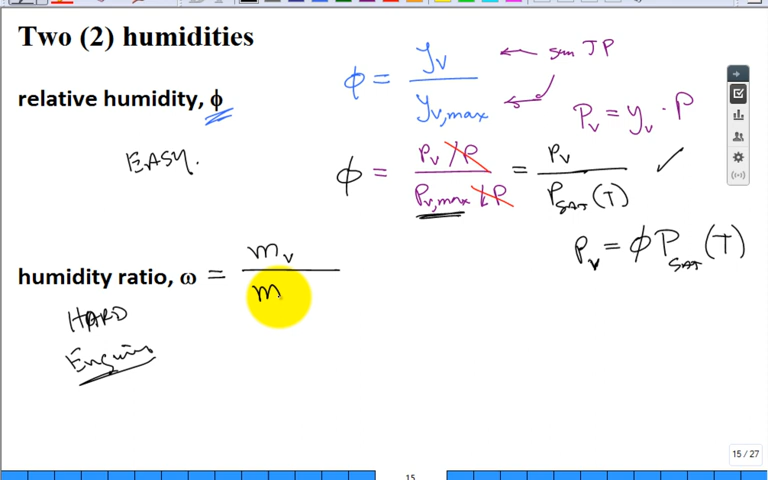 Two (2) humidities
relative humidity, ϕ
ϕ = yv / yv,max ← sum TP
Pv = yv · P
EASY.
ϕ = Pv / P / Pv,max / P = Pv / PSAT (T) ✓
Pv = ϕ PSAT (T)
humidity ratio, ω = mv / m
HARD
15 / 27
15